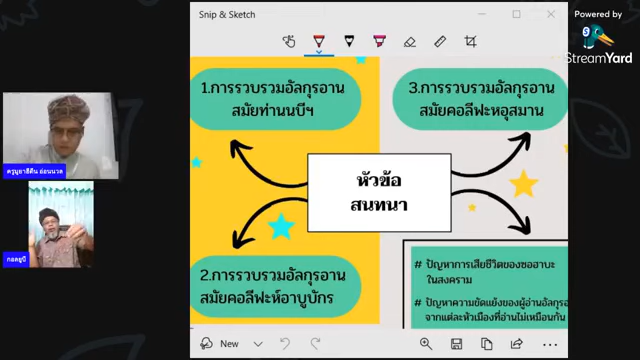 Snip & Sketch
Powered by
StreamYard
1.การรวบรวมอัลกุรอาน
สมัยท่านนบีฯ
3.การรวบรวมอัลกุรอาน
สมัยคอลีฟะหอุสมาน
หัวข้อ
สนทนา
2.การรวบรวมอัลกุรอาน
สมัยคอลีฟะห์อาบูบักร
# ปัญหาการเสียชีวิตของซอฮาบะ
ในสงคราม
# ปัญหาความขัดแย้งของผู้อ่านอัลกุรอ
จากแต่ละหัวเมืองที่อ่านไม่เหมือนกัน
ครูมูฮาฮีดีน อ่อนนวล
กอลยูบี
New